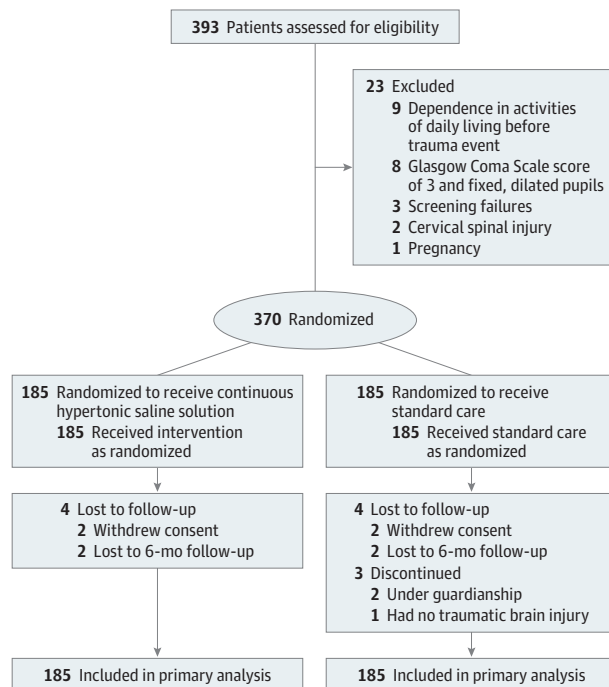 393 Patients assessed for eligibility
23 Excluded
9 Dependence in activities
of daily living before
trauma event
8 Glasgow Coma Scale score
of 3 and fixed, dilated pupils
3 Screening failures
2 Cervical spinal injury
1 Pregnancy
370 Randomized
185 Randomized to receive continuous
hypertonic saline solution
185 Received intervention
as randomized
185 Randomized to receive
standard care
185 Received standard care
as randomized
4 Lost to follow-up
2 Withdrew consent
2 Lost to 6-mo follow-up
4 Lost to follow-up
2 Withdrew consent
2 Lost to 6-mo follow-up
3 Discontinued
2 Under guardianship
1 Had no traumatic brain injury
185 Included in primary analysis
185 Included in primary analysis